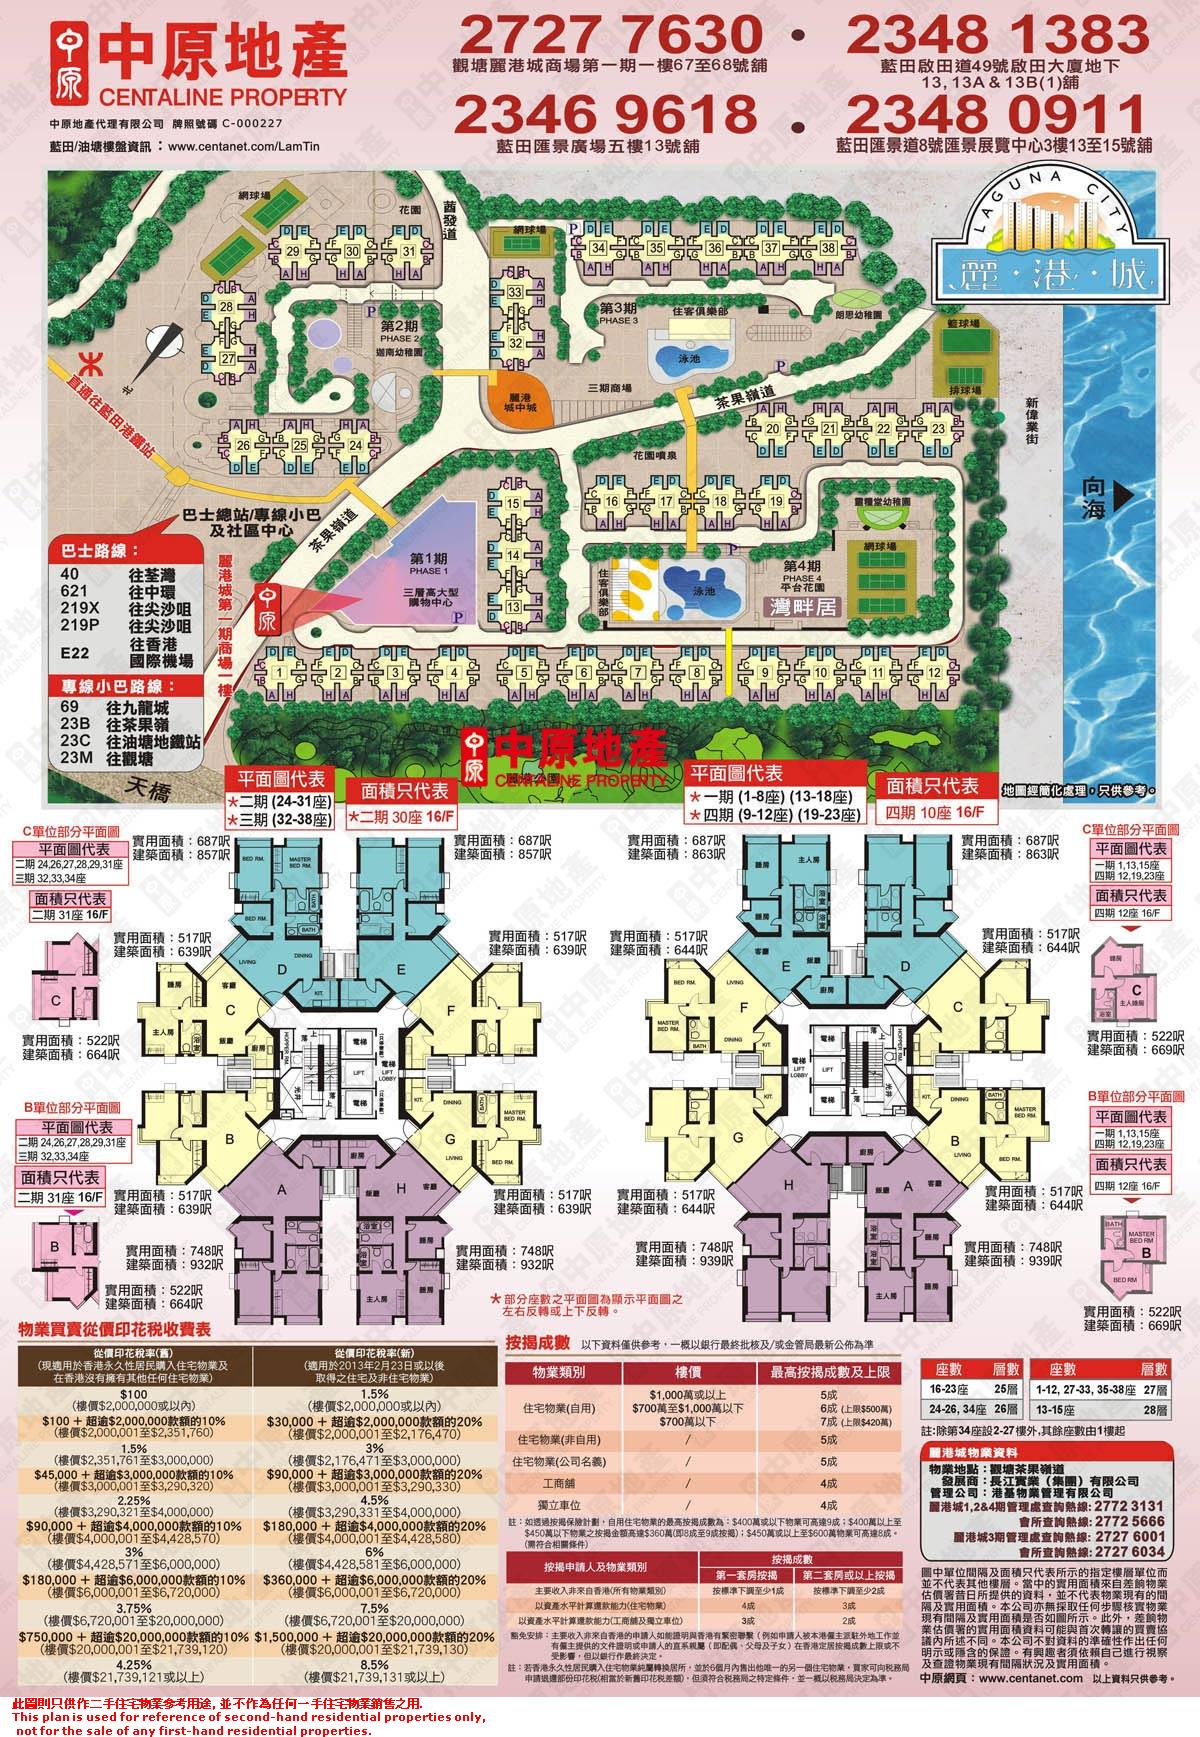 中原地產
CENTALINE PROPERTY
中原地產代理有限公司 牌照號碼 C-000227
藍田/油塘樓盤資訊：www.centanet.com/LamTin
2727 7630 • 2348 1383
觀塘麗港城商場第一期一樓67至68號舖
藍田啟田道49號啟田大廈地下
13, 13A & 13B(1)舖
2346 9618 • 2348 0911
藍田匯景廣場五樓13號舖
藍田匯景道8號匯景展覽中心3樓13至15號舖
LAGUNA CITY
麗·港·城
網球場
花園
茜發道
網球場
第2期
PHASE 2
迦南幼稚園
第3期
PHASE 3
住客俱樂部
泳池
朗思幼稚園
籃球場
排球場
三期商場
麗港
城中城
茶果嶺道
新偉業街
向海
直通往藍田港鐵站
花園噴泉
靈糧堂幼稚園
網球場
巴士總站/專線小巴
及社區中心
茶果嶺道
第1期
PHASE 1
三層高大型
購物中心
住客俱樂部
泳池
第4期
PHASE 4
平台花園
灣畔居
麗港城第一期商場一樓
巴士路線：
40 往荃灣
621 往中環
219X 往尖沙咀
219P 往尖沙咀
E22 往香港
國際機場
專線小巴路線：
69 往九龍城
23B 往茶果嶺
23C 往油塘地鐵站
23M 往觀塘
天橋
中原地產
CENTALINE PROPERTY
地圖經簡化處理，只供參考。
平面圖代表
*二期 (24-31座)
*三期 (32-38座)
面積只代表
*二期 30座 16/F
平面圖代表
*一期 (1-8座) (13-18座)
*四期 (9-12座) (19-23座)
面積只代表
四期 10座 16/F
C單位部分平面圖
平面圖代表
二期 24,26,27,28,29,31座
三期 32,33,34座
面積只代表
二期 31座 16/F
實用面積：522呎
建築面積：664呎
B單位部分平面圖
平面圖代表
二期 24,26,27,28,29,31座
三期 32,33,34座
面積只代表
二期 31座 16/F
實用面積：522呎
建築面積：664呎
實用面積：687呎
建築面積：857呎
實用面積：687呎
建築面積：857呎
實用面積：517呎
建築面積：639呎
實用面積：517呎
建築面積：639呎
實用面積：517呎
建築面積：639呎
實用面積：517呎
建築面積：639呎
實用面積：748呎
建築面積：932呎
實用面積：748呎
建築面積：932呎
實用面積：687呎
建築面積：863呎
實用面積：687呎
建築面積：863呎
實用面積：517呎
建築面積：644呎
實用面積：517呎
建築面積：644呎
實用面積：517呎
建築面積：644呎
實用面積：517呎
建築面積：644呎
實用面積：748呎
建築面積：939呎
實用面積：748呎
建築面積：939呎
C單位部分平面圖
平面圖代表
一期 1,13,15座
四期 12,19,23座
面積只代表
四期 12座 16/F
實用面積：522呎
建築面積：669呎
B單位部分平面圖
平面圖代表
一期 1,13,15座
四期 12,19,23座
面積只代表
四期 12座 16/F
實用面積：522呎
建築面積：669呎
*部分座數之平面圖為顯示平面圖之
左右反轉或上下反轉。
物業買賣從價印花稅收費表
從價印花稅率(舊)
(現適用於香港永久性居民購入住宅物業及
在香港沒有擁有其他任何住宅物業)
從價印花稅率(新)
(適用於2013年2月23日或以後
取得之住宅及非住宅物業)
$100
(樓價$2,000,000或以內)
1.5%
(樓價$2,000,000或以內)
$100 + 超逾$2,000,000款額的10%
(樓價$2,000,001至$2,351,760)
$30,000 + 超逾$2,000,000款額的20%
(樓價$2,000,001至$2,176,470)
1.5%
(樓價$2,351,761至$3,000,000)
3%
(樓價$2,176,471至$3,000,000)
$45,000 + 超逾$3,000,000款額的10%
(樓價$3,000,001至$3,290,320)
$90,000 + 超逾$3,000,000款額的20%
(樓價$3,000,001至$3,290,330)
2.25%
(樓價$3,290,321至$4,000,000)
4.5%
(樓價$3,290,331至$4,000,000)
$90,000 + 超逾$4,000,000款額的10%
(樓價$4,000,001至$4,428,570)
$180,000 + 超逾$4,000,000款額的20%
(樓價$4,000,001至$4,428,580)
3%
(樓價$4,428,571至$6,000,000)
6%
(樓價$4,428,581至$6,000,000)
$180,000 + 超逾$6,000,000款額的10%
(樓價$6,000,001至$6,720,000)
$360,000 + 超逾$6,000,000款額的20%
(樓價$6,000,001至$6,720,000)
3.75%
(樓價$6,720,001至$20,000,000)
7.5%
(樓價$6,720,001至$20,000,000)
$750,000 + 超逾$20,000,000款額的10%
(樓價$20,000,001至$21,739,120)
$1,500,000 + 超逾$20,000,000款額的20%
(樓價$20,000,001至$21,739,130)
4.25%
(樓價$21,739,121或以上)
8.5%
(樓價$21,739,131或以上)
按揭成數 以下資料僅供參考，一概以銀行最終批核及/或金管局最新公佈為準
物業類別 樓價 最高按揭成數及上限
住宅物業(自用)
$1,000萬或以上 5成
$700萬至$1,000萬以下 6成 (上限$500萬)
$700萬以下 7成 (上限$420萬)
住宅物業(非自用) / 5成
住宅物業(公司名義) / 5成
工商舖 / 4成
獨立車位 / 4成
註：如透過按揭保險計劃，自用住宅物業的最高按揭成數為：$400萬或以下物業可高達9成；$400萬以上至
$450萬以下物業之按揭金額高達$360萬(即8成至9成按揭)；$450萬或以上至$600萬物業可高達8成。
(需符合相關條件)
按揭申請人及物業類別 按揭成數
第一套房按揭 第二套房或以上按揭
主要收入非來自香港(所有物業類別) 按標準下調至少1成 按標準下調至少2成
以資產水平計算還款能力(住宅物業) 4成 3成
以資產水平計算還款能力(工商舖及獨立車位) 3成 2成
豁免安排：主要收入非來自香港的申請人如能證明與香港有緊密聯繫（例如申請人被本港僱主派駐外地工作並
有僱主提供的文件證明或申請人的直系親屬（即配偶、父母及子女）在香港定居按揭成數上限或不
受影響，但以銀行作最終決定。
註：若香港永久性居民購入住宅物業純屬轉換居所，並於6個月內售出他唯一的另一個住宅物業，買家可向稅務局
申請退還部份印花稅(相當於新舊印花稅差額)，但須符合稅務局之特定條件，並一概以稅務局決定為準。
座數 層數 座數 層數
16-23座 25層 1-12, 27-33, 35-38座 27層
24-26, 34座 26層 13-15座 28層
註:除第34座設2-27樓外,其餘座數由1樓起
麗港城物業資料
物業地點：觀塘茶果嶺道
發展商：長江實業（集團）有限公司
管理公司：港基物業管理有限公司
麗港城1,2&4期管理處查詢熱線: 2772 3131
會所查詢熱線: 2772 5666
麗港城3期管理處查詢熱線: 2727 6001
會所查詢熱線: 2727 6034
圖中單位間隔及面積只代表所示的指定樓層單位而
並不代表其他樓層。當中的實用面積來自差餉物業
估價署昔日所提供的資料，並不代表物業現有的間
隔及實用面積。本公司亦無採取任何步驟核實物業
現有間隔及實用面積是否如圖所示。此外，差餉物
業估價署的實用面積資料可能與首次轉讓的買賣協
議內所述不同。本公司不對資料的準確性作出任何
明示或隱含的保證。有興趣者須依賴自己進行視察
及查證物業現有間隔狀況及實用面積。
中原網頁：www.centanet.com 以上資料只供參考。
此圖則只供作二手住宅物業參考用途, 並不作為任何一手住宅物業銷售之用.
This plan is used for reference of second-hand residential properties only,
not for the sale of any first-hand residential properties.